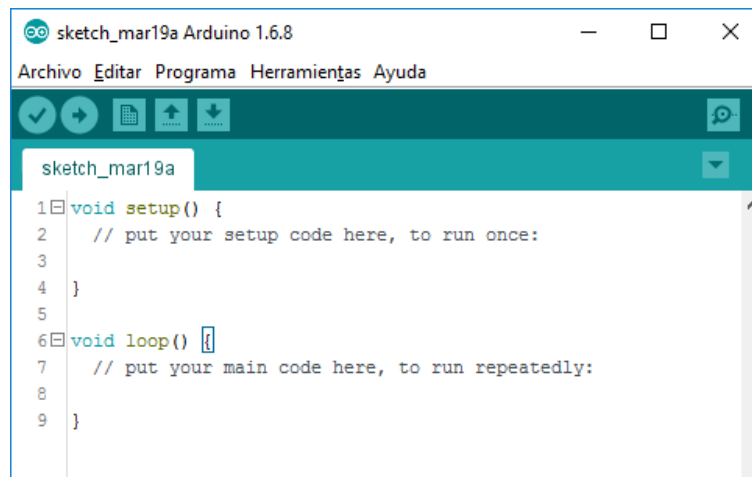 sketch_mar19a Arduino 1.6.8
Archivo Editar Programa Herramientas Ayuda
sketch_mar19a
1 void setup() {
2 // put your setup code here, to run once:
3
4 }
5
6 void loop() {
7 // put your main code here, to run repeatedly:
8
9 }